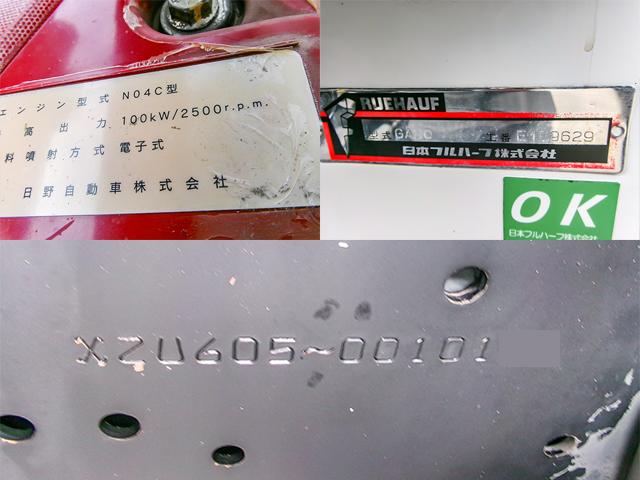 エンジン型式 N04C型
高出力 100kW/2500r.p.m.
料噴射方式 電子式
日野自動車株式会社
RUEHAUF
型式 工番 9629
日本フルハーフ株式会社
OK
日本フルハーフ株式会社
XZU605~00101